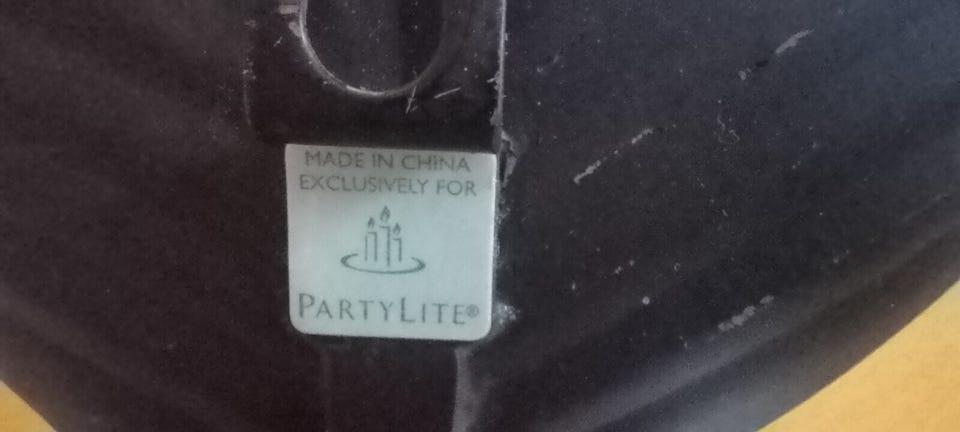 MADE IN CHINA
EXCLUSIVELY FOR
PARTYLITE®